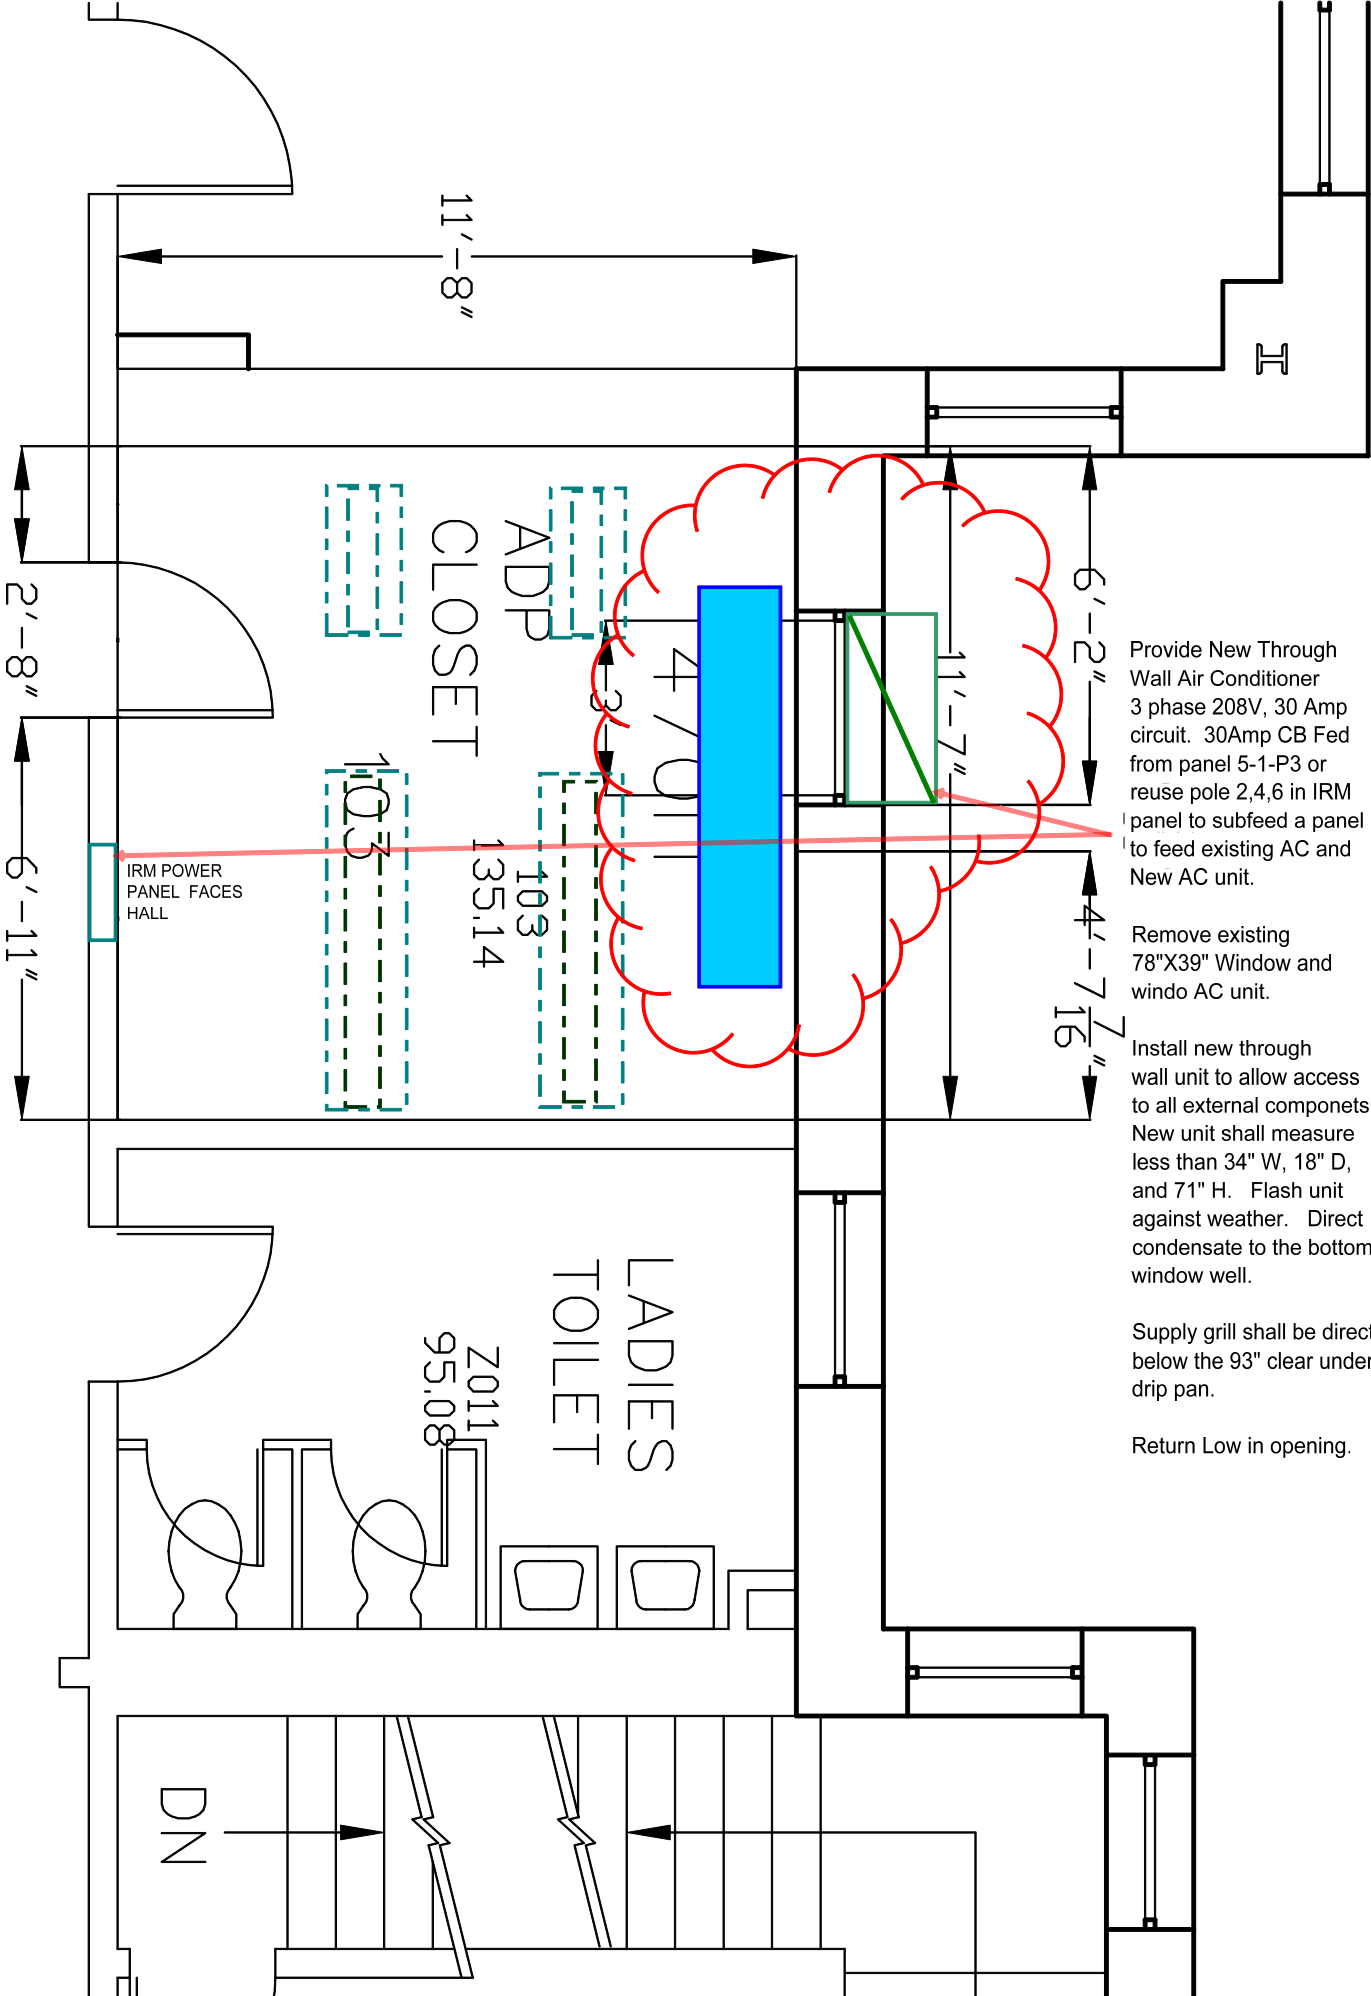 11'-8"
H
2'-8"
6'-11"
ADP
CLOSET
103
135.14
6'-2"
11'-7"
4'-7 7/16"
IRM POWER
PANEL FACES
HALL
Provide New Through
Wall Air Conditioner
3 phase 208V, 30 Amp
circuit. 30Amp CB Fed
from panel 5-1-P3 or
reuse pole 2,4,6 in IRM
panel to subfeed a panel
to feed existing AC and
New AC unit.
Remove existing
78"X39" Window and
windo AC unit.
Install new through
wall unit to allow access
to all external componets
New unit shall measure
less than 34" W, 18" D,
and 71" H. Flash unit
against weather. Direct
condensate to the bottom
window well.
Supply grill shall be direct
below the 93" clear under
drip pan.
Return Low in opening.
LADIES
TOILET
Z011
95.08
DN